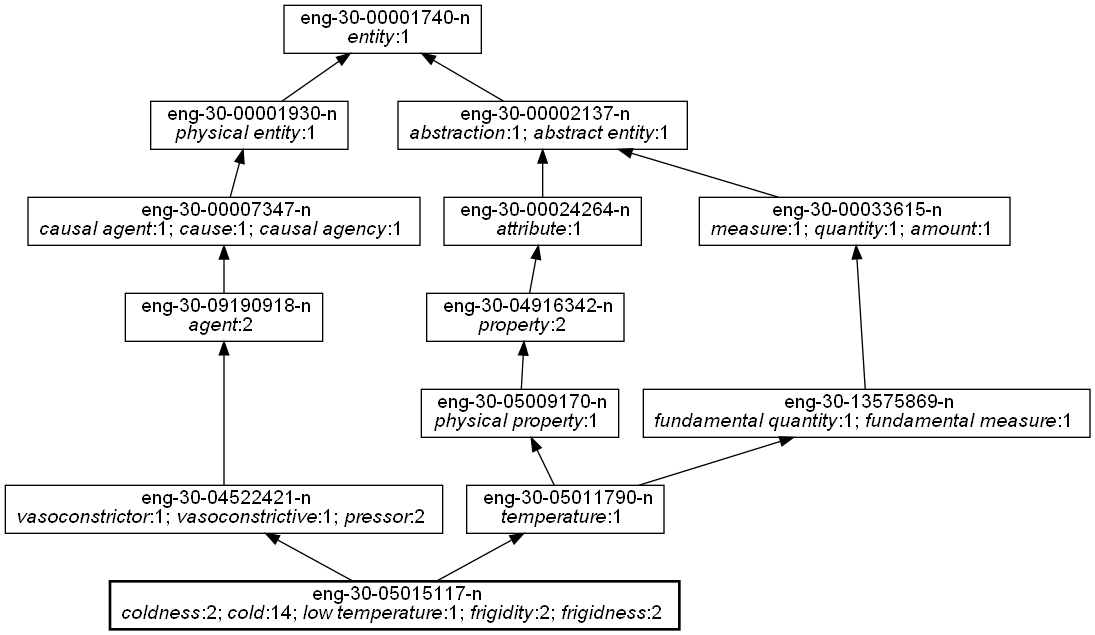 eng-30-00001740-n
entity:1
eng-30-00001930-n
physical entity:1
eng-30-00002137-n
abstraction:1; abstract entity:1
eng-30-00007347-n
causal agent:1; cause:1; causal agency:1
eng-30-00024264-n
attribute:1
eng-30-00033615-n
measure:1; quantity:1; amount:1
eng-30-09190918-n
agent:2
eng-30-04916342-n
property:2
eng-30-05009170-n
physical property:1
eng-30-13575869-n
fundamental quantity:1; fundamental measure:1
eng-30-04522421-n
vasoconstrictor:1; vasoconstrictive:1; pressor:2
eng-30-05011790-n
temperature:1
eng-30-05015117-n
coldness:2; cold:14; low temperature:1; frigidity:2; frigidness:2